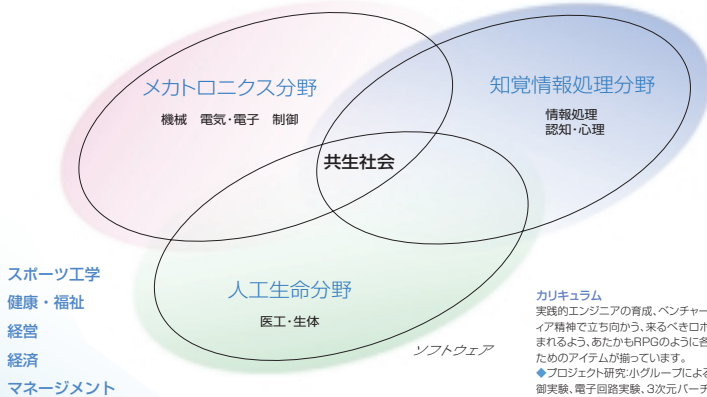 メカトロニクス分野
機械　電気・電子　制御
知覚情報処理分野
情報処理
認知・心理
共生社会
人工生命分野
医工・生体
ソフトウェア
スポーツ工学
健康・福祉
経営
経済
マネージメント
カリキュラム
実践的エンジニアの育成、ベンチャー
ィア精神で立ち向かう、来るべきロボ
まれるよう、あたかもRPGのように各
ためのアイテムが揃っています。
◆プロジェクト研究:小グループによる
御実験、電子回路実験、3次元バーチ